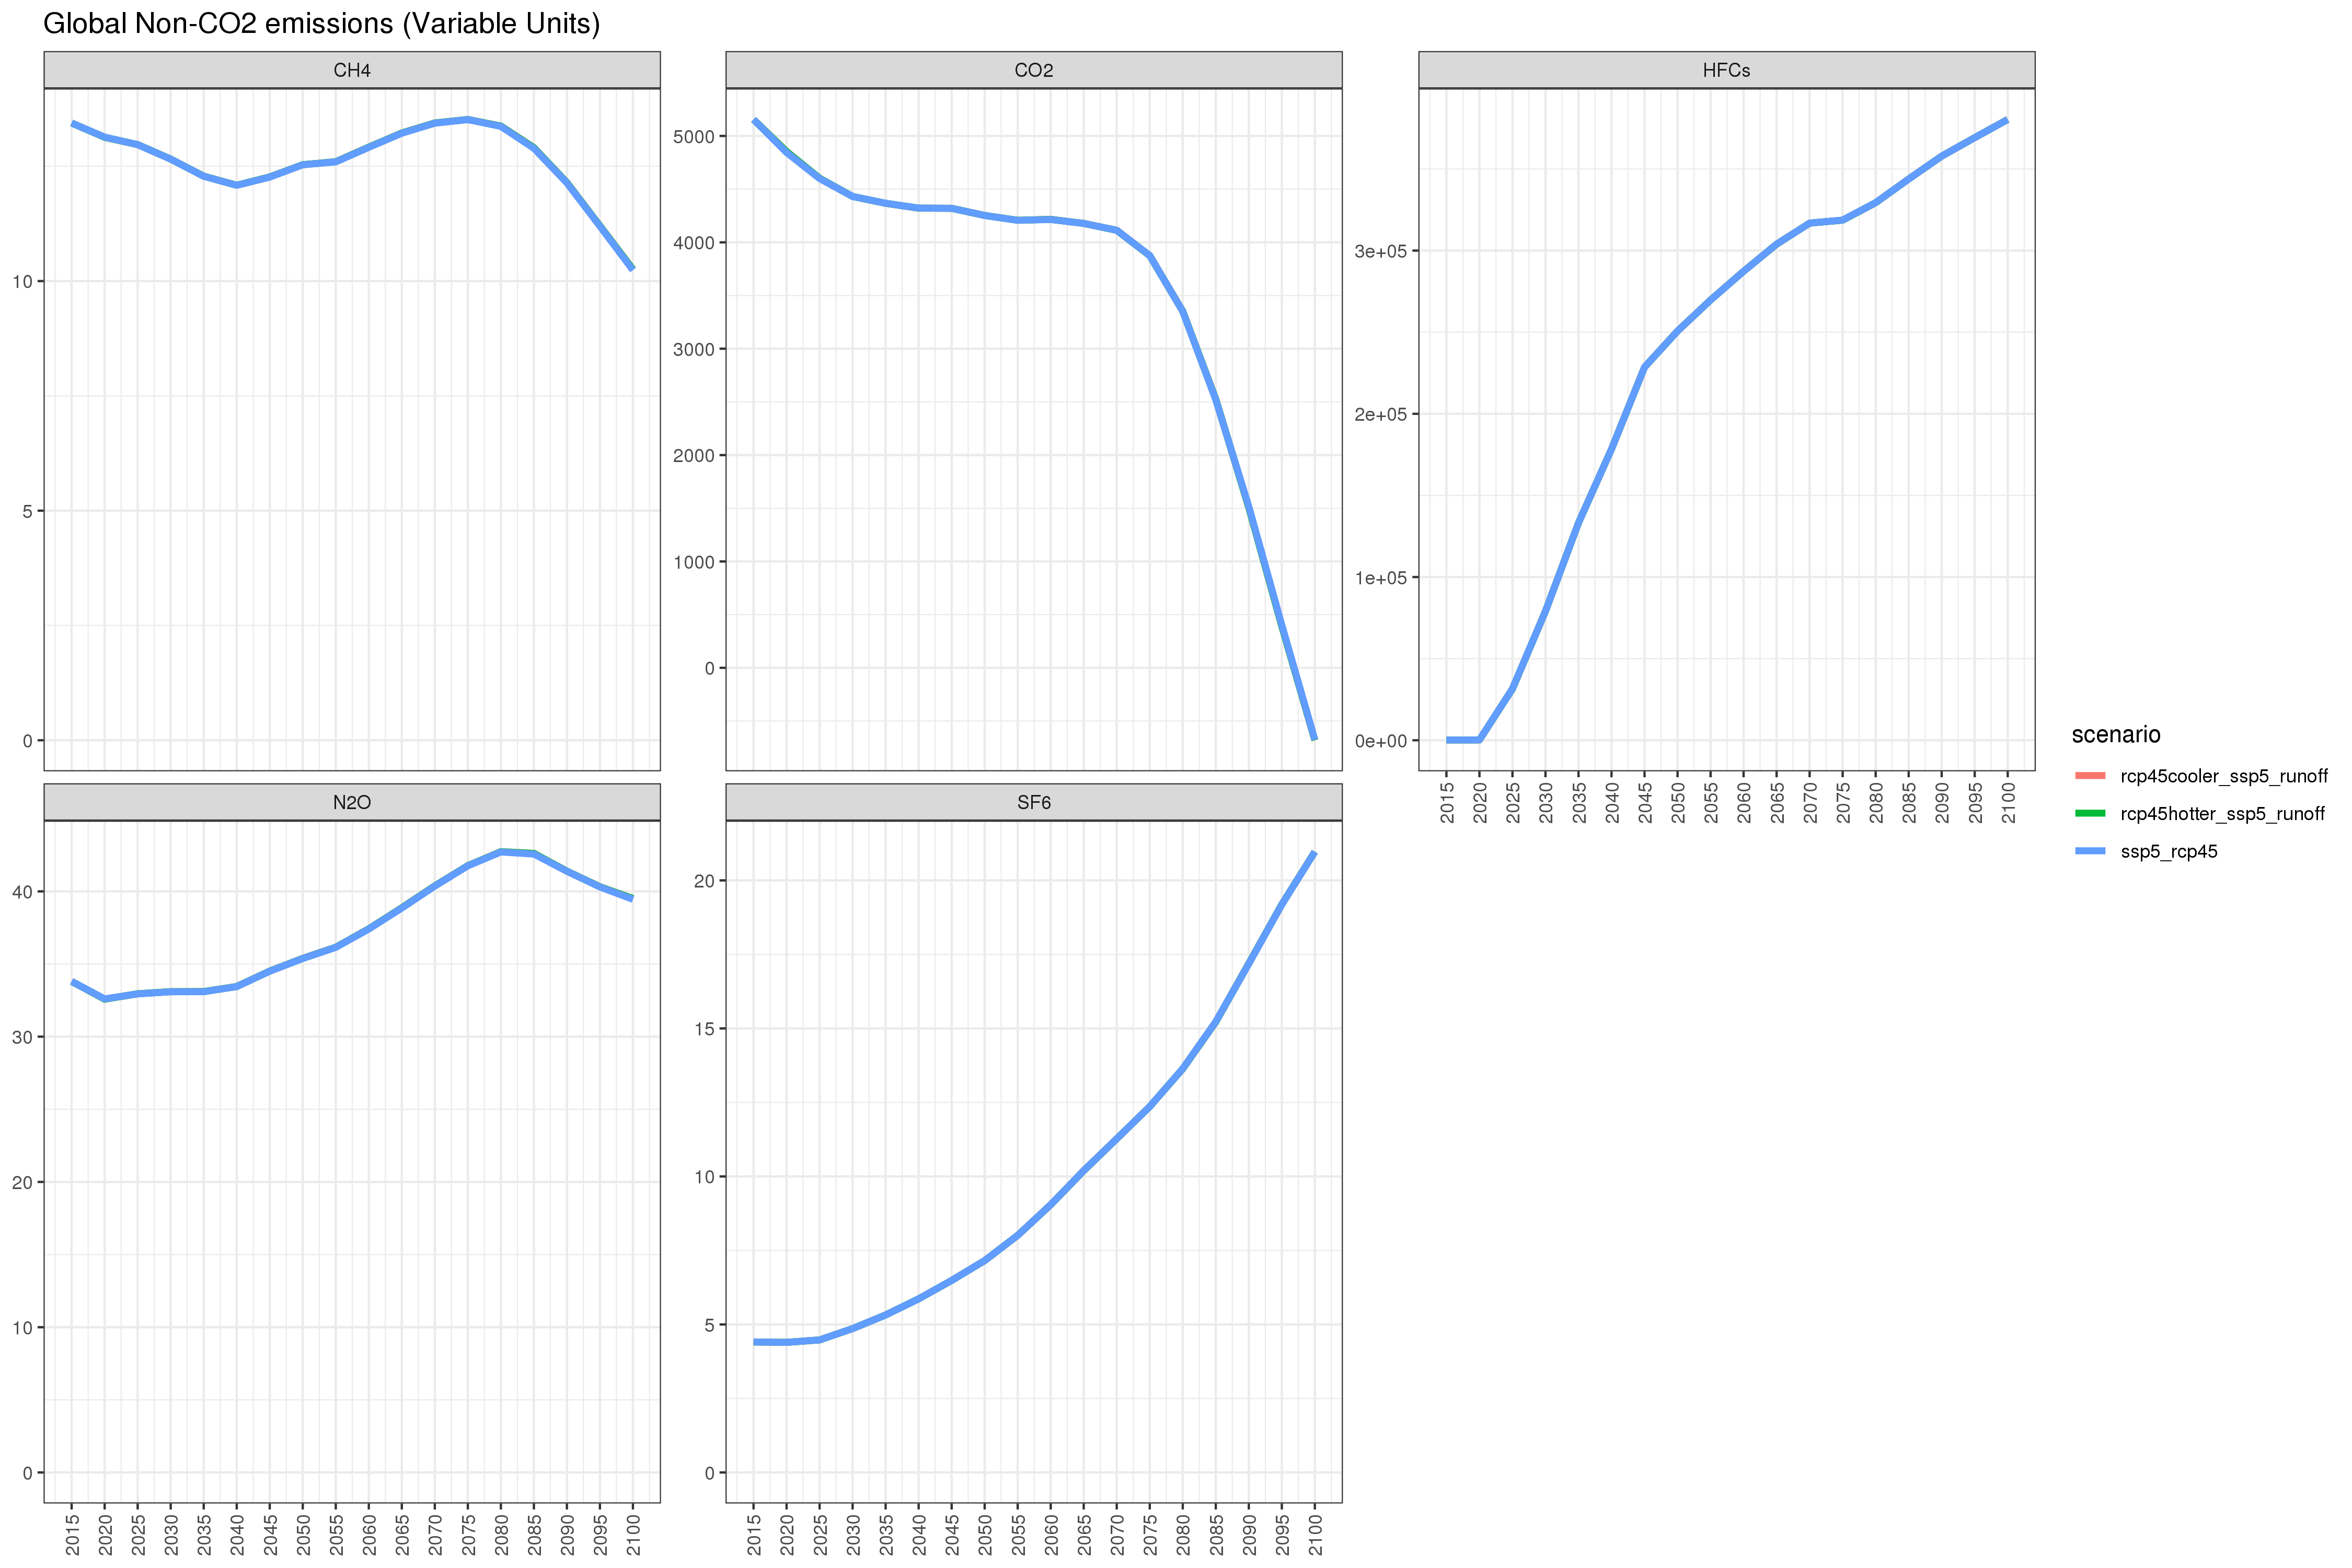 Global Non-CO2 emissions (Variable Units)
CH4
CO2
HFCs
10
5
0
5000
4000
3000
2000
1000
0
3e+05
2e+05
1e+05
0e+00
2015 2020 2025 2030 2035 2040 2045 2050 2055 2060 2065 2070 2075 2080 2085 2090 2095 2100
scenario
rcp45cooler_ssp5_runoff
rcp45hotter_ssp5_runoff
ssp5_rcp45
N2O
SF6
40
30
20
10
0
20
15
10
5
0
2015 2020 2025 2030 2035 2040 2045 2050 2055 2060 2065 2070 2075 2080 2085 2090 2095 2100
2015 2020 2025 2030 2035 2040 2045 2050 2055 2060 2065 2070 2075 2080 2085 2090 2095 2100